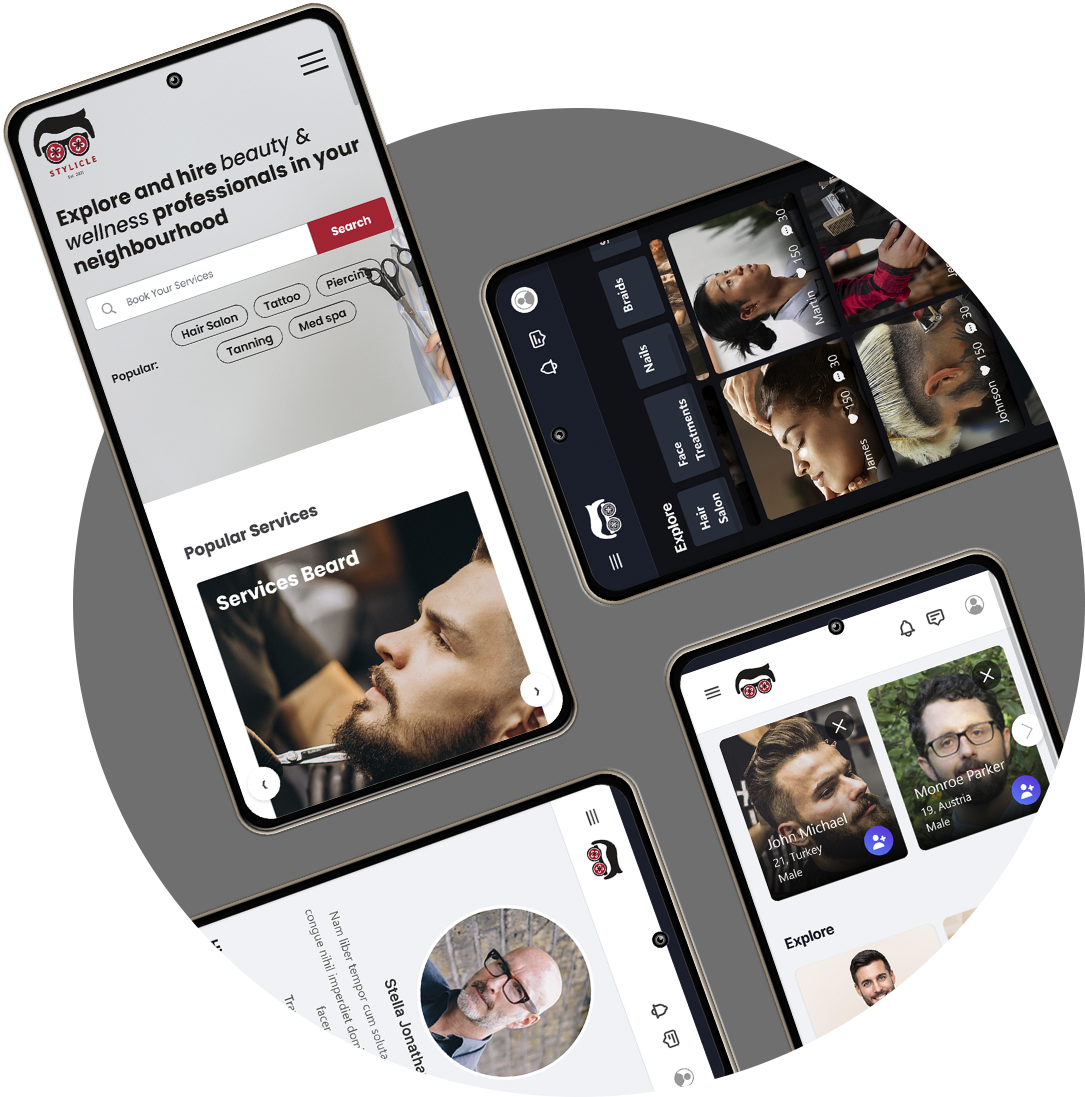 STYLICLE
Est. 2021
Explore and hire beauty &
wellness professionals in your
neighbourhood
Book Your Services
Search
Popular:
Hair Salon
Tattoo
Piercing
Tanning
Med spa
Popular Services
Services Beard
Explore
Hair
Salon
Face
Treatments
Nails
Braids
James
150
30
Martin
150
30
Johnson
150
30
John Michael
21, Turkey
Male
Monroe Parker
19, Austria
Male
Explore
Stella Jonatha
Nam liber tempor cum soluta
congue nihil imperdiet dom
facer
Tra